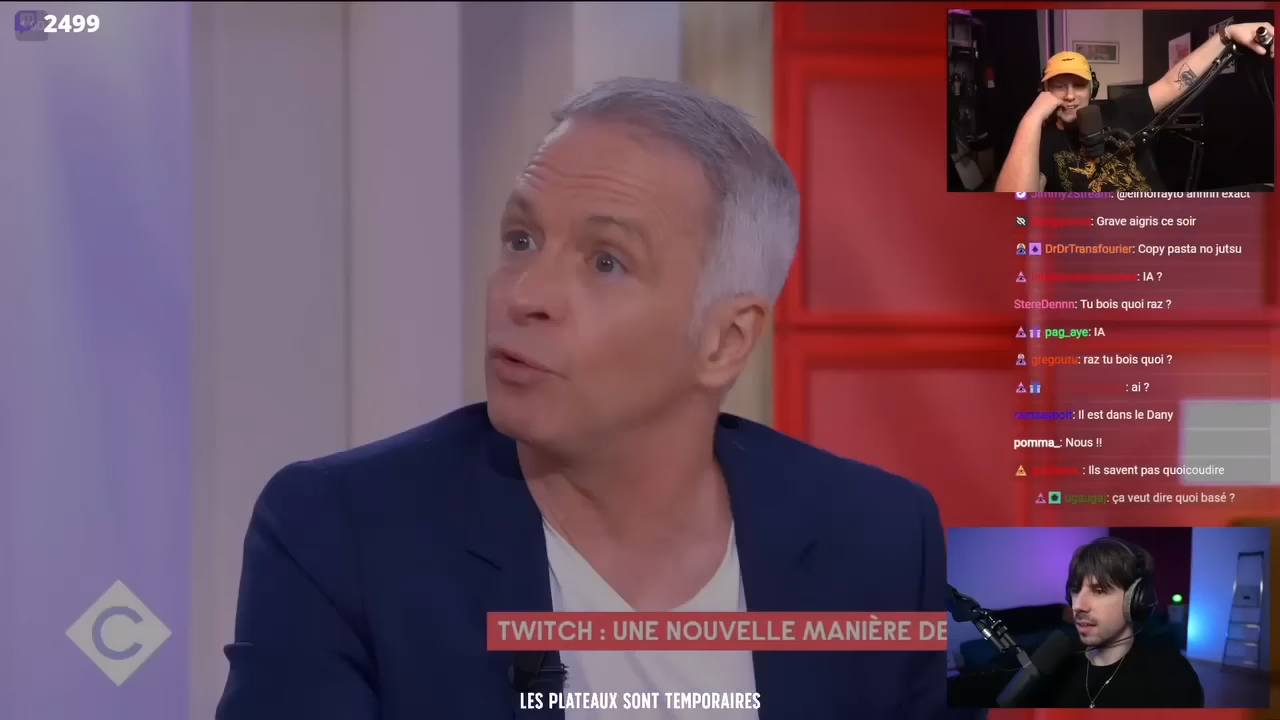 2499
: @elmorrayto ahhhh exact
: Grave aigris ce soir
DrDrTransfourier: Copy pasta no jutsu
: IA ?
StereDennn: Tu bois quoi raz ?
pag_aye: IA
gregoutu: raz tu bois quoi ?
: ai ?
: Il est dans le Dany
pomma_: Nous !!
: Ils savent pas quoicoudire
ugaugaj: ça veut dire quoi basé ?
C
TWITCH : UNE NOUVELLE MANIÈRE DE
LES PLATEAUX SONT TEMPORAIRES